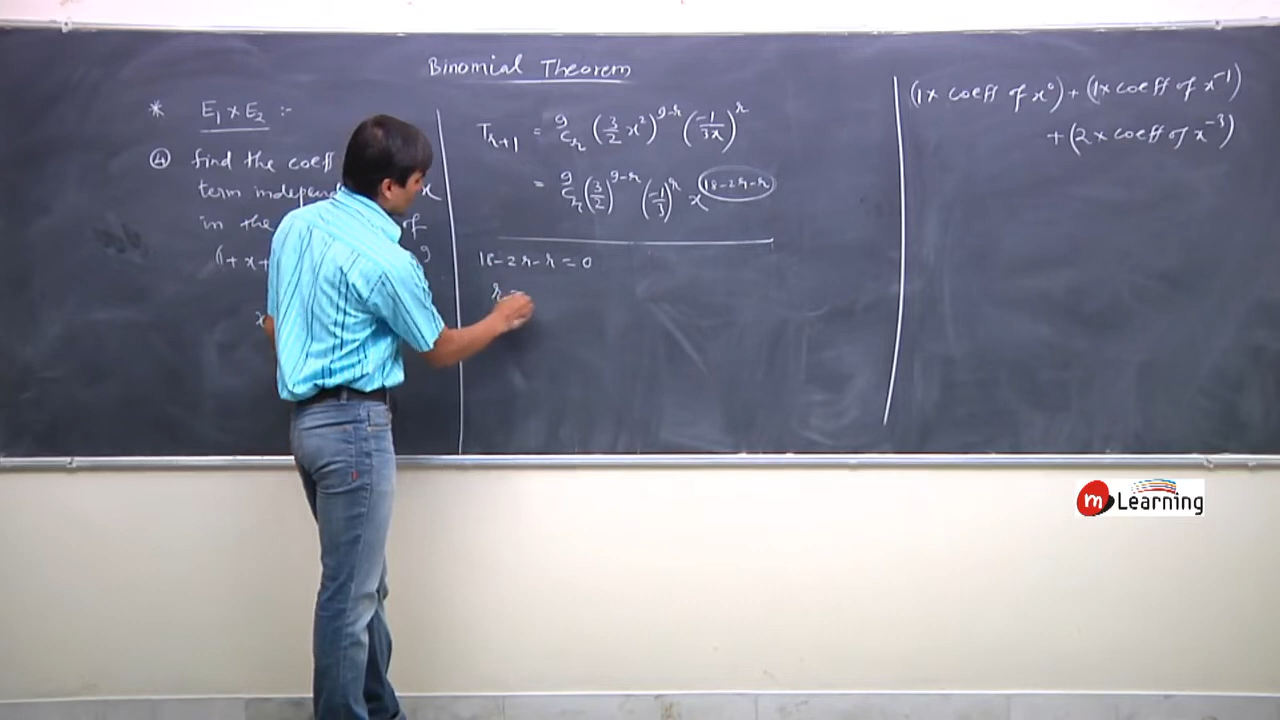 Binomial Theorem
* E₁ × E₂ :-
④ find the coeff
term independ x
in the of
(1 + x + 9
x
T_{r+1} = ⁹C_r (3/2 x²)^{9-r} (-1/3x)^r
= ⁹C_r (3/2)^{9-r} (-1/3)^r x^{18-2r-r}
18-2r-r = 0
r =
(1 × coeff of x⁰) + (1 × coeff of x⁻¹)
+ (2 × coeff of x⁻³)
m Learning